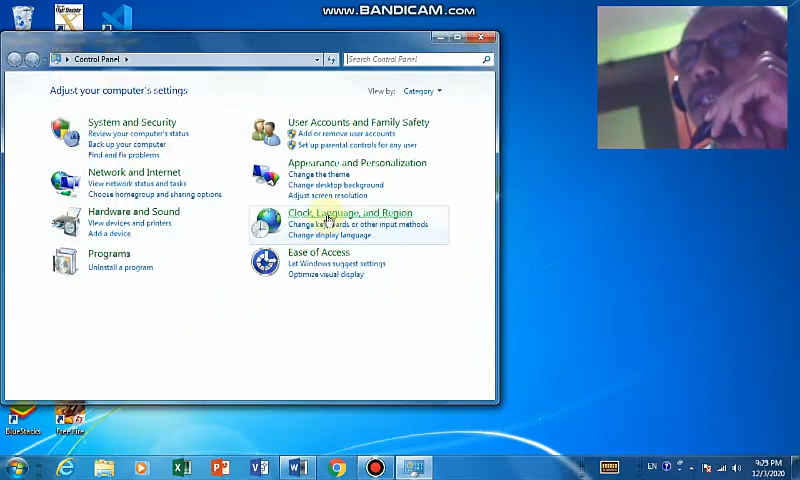 www.BANDICAM.com
Control Panel
Search Control Panel
Adjust your computer's settings
View by: Category
System and Security
Review your computer's status
Back up your computer
Find and fix problems
Network and Internet
View network status and tasks
Choose homegroup and sharing options
Hardware and Sound
View devices and printers
Add a device
Programs
Uninstall a program
User Accounts and Family Safety
Add or remove user accounts
Set up parental controls for any user
Appearance and Personalization
Change the theme
Change desktop background
Adjust screen resolution
Clock, Language, and Region
Change keyboards or other input methods
Change display language
Ease of Access
Let Windows suggest settings
Optimize visual display
BlueStacks
Free Fire
EN
9:23 PM
12/3/2020